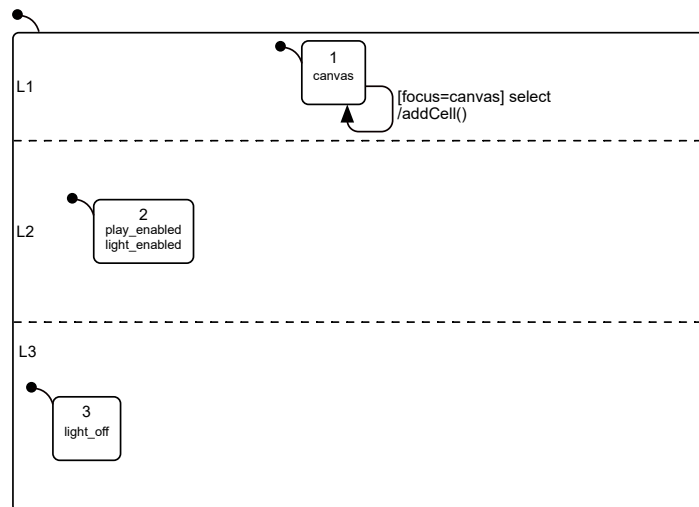 1
canvas
L1
[focus=canvas] select
/addCell()
L2
2
play_enabled
light_enabled
L3
3
light_off